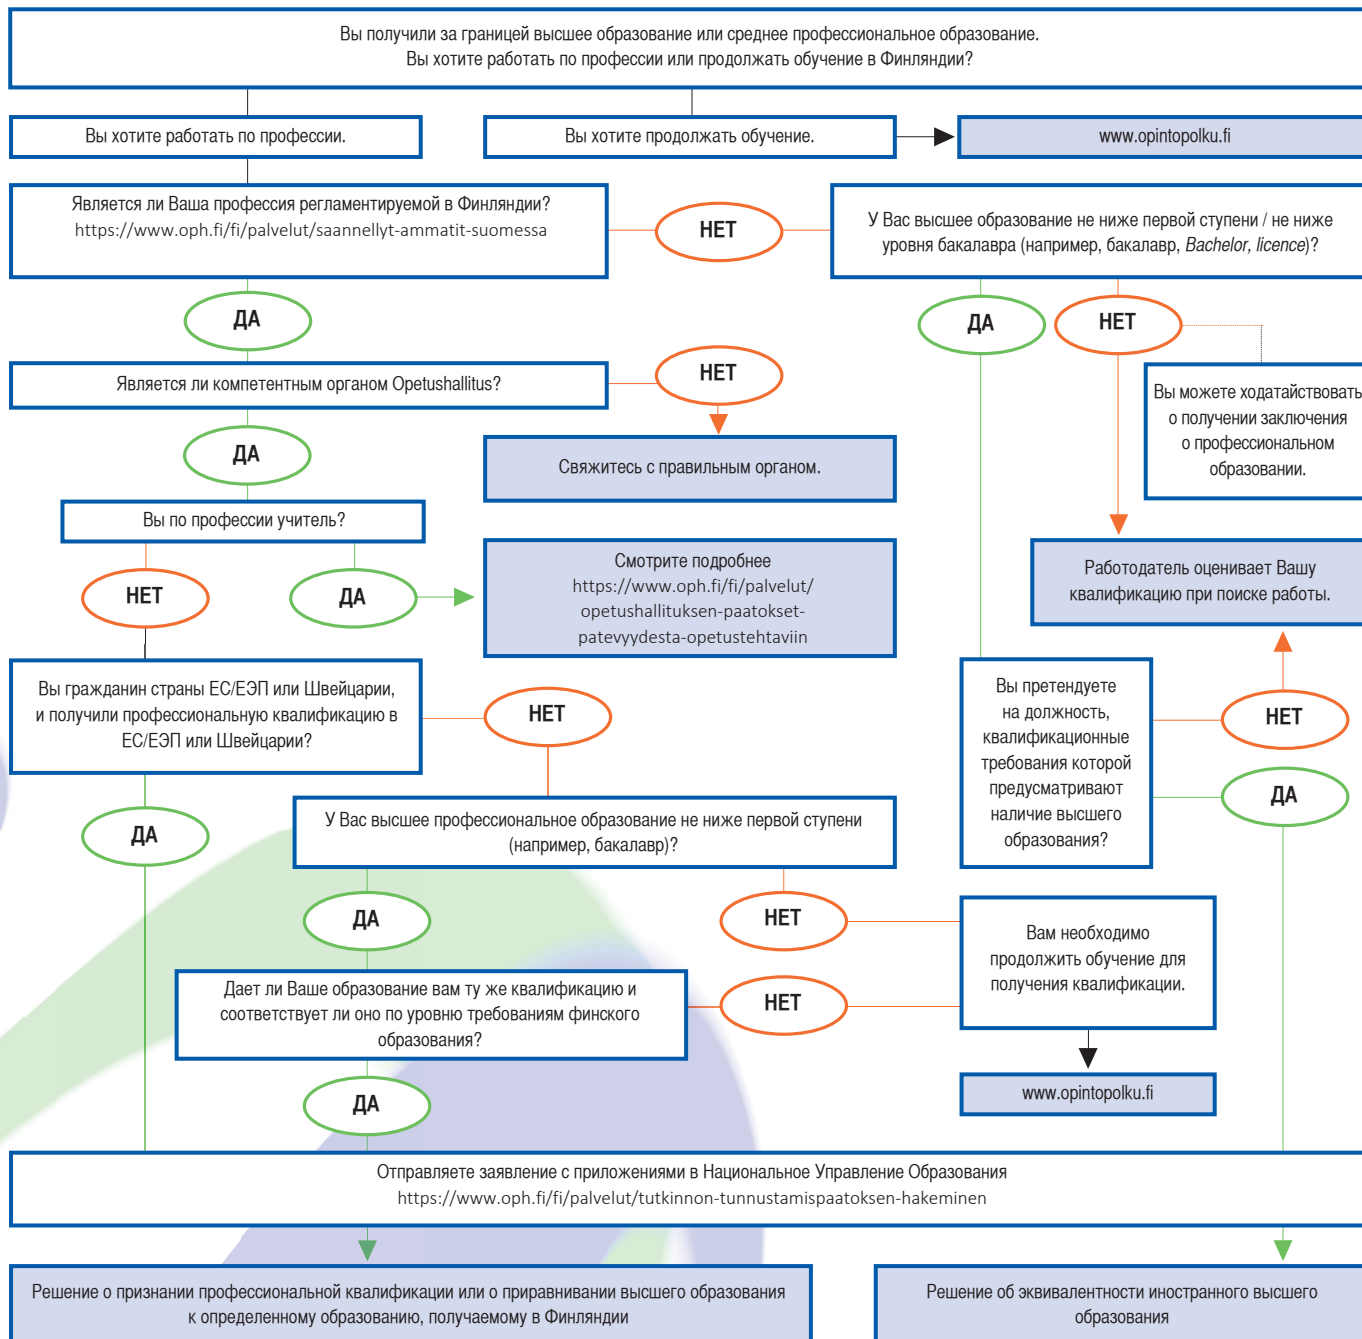 Вы получили за границей высшее образование или среднее профессиональное образование.
Вы хотите работать по профессии или продолжать обучение в Финляндии?
Вы хотите работать по профессии.
Вы хотите продолжать обучение.
www.opintopolku.fi
Является ли Ваша профессия регламентируемой в Финляндии?
https://www.oph.fi/fi/palvelut/saannellyt-ammatit-suomessa
НЕТ
У Вас высшее образование не ниже первой ступени / не ниже
уровня бакалавра (например, бакалавр, Bachelor, licence)?
ДА
ДА
НЕТ
Является ли компетентным органом Opetushallitus?
НЕТ
Вы можете ходатайствовать
о получении заключения
о профессиональном
образовании.
ДА
Свяжитесь с правильным органом.
Вы по профессии учитель?
НЕТ
ДА
Смотрите подробнее
https://www.oph.fi/fi/palvelut/
opetushallituksen-paatokset-
patevyydesta-opetustehtaviin
Работодатель оценивает Вашу
квалификацию при поиске работы.
Вы гражданин страны ЕС/ЕЭП или Швейцарии,
и получили профессиональную квалификацию в
ЕС/ЕЭП или Швейцарии?
НЕТ
Вы претендуете
на должность,
квалификационные
требования которой
предусматривают
наличие высшего
образования?
НЕТ
ДА
ДА
У Вас высшее профессиональное образование не ниже первой ступени
(например, бакалавр)?
ДА
НЕТ
Вам необходимо
продолжить обучение для
получения квалификации.
Дает ли Ваше образование вам ту же квалификацию и
соответствует ли оно по уровню требованиям финского
образования?
НЕТ
www.opintopolku.fi
ДА
Отправляете заявление с приложениями в Национальное Управление Образования
https://www.oph.fi/fi/palvelut/tutkinnon-tunnustamispaatoksen-hakeminen
Решение о признании профессиональной квалификации или о приравнивании высшего образования
к определенному образованию, получаемому в Финляндии
Решение об эквивалентности иностранного высшего
образования